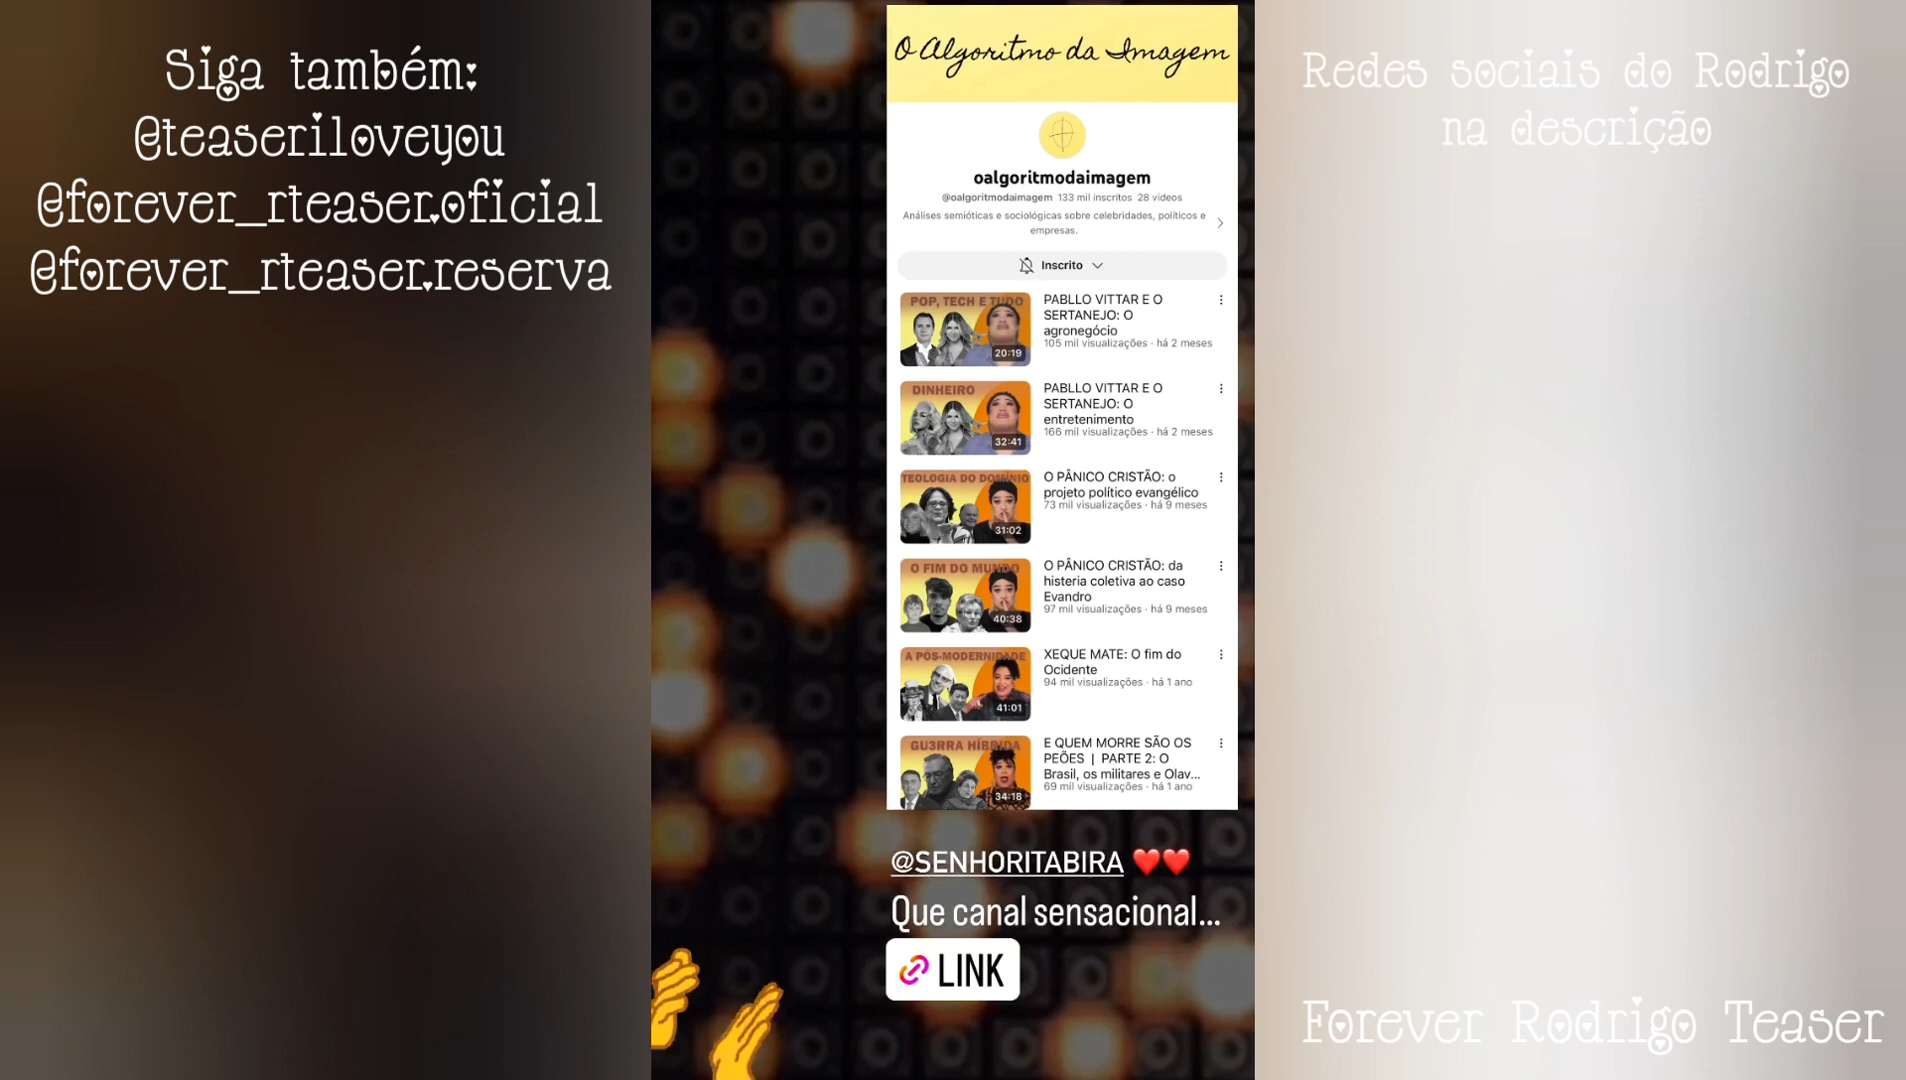 Siga também:
@teaseriloveyou
@forever_rteaser.oficial
@forever_rteaser.reserva
O Algoritmo da Imagem
oalgoritmodaimagem
@oalgoritmodaimagem 133 mil inscritos 28 vídeos
Análises semióticas e sociológicas sobre celebridades, políticos e
empresas.
Inscrito
POP, TECH E TUDO
20:19
PABLLO VITTAR E O
SERTANEJO: O
agronegócio
105 mil visualizações · há 2 meses
DINHEIRO
32:41
PABLLO VITTAR E O
SERTANEJO: O
entretenimento
166 mil visualizações · há 2 meses
TEOLOGIA DO DOMÍNIO
31:02
O PÂNICO CRISTÃO: o
projeto político evangélico
73 mil visualizações · há 9 meses
O FIM DO MUNDO
40:38
O PÂNICO CRISTÃO: da
histeria coletiva ao caso
Evandro
97 mil visualizações · há 9 meses
A PÓS-MODERNIDADE
41:01
XEQUE MATE: O fim do
Ocidente
94 mil visualizações · há 1 ano
GU3RRA HÍBRIDA
34:18
E QUEM MORRE SÃO OS
PEÕES | PARTE 2: O
Brasil, os militares e Olav...
69 mil visualizações · há 1 ano
@SENHORITABIRA ❤️❤️
Que canal sensacional...
LINK
Redes sociais do Rodrigo
na descrição
Forever Rodrigo Teaser